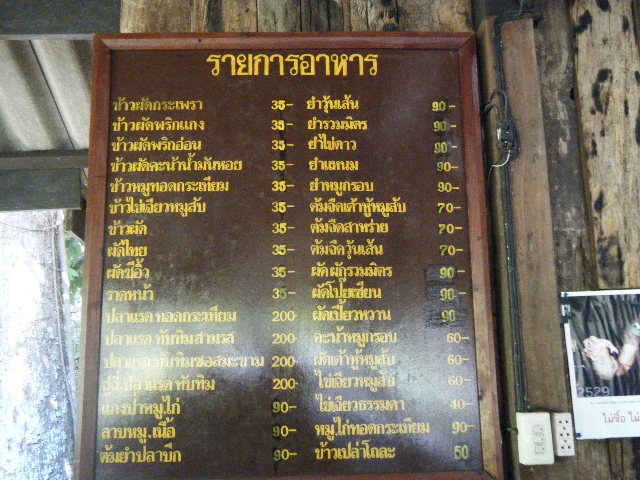 รายการอาหาร
ข้าวผัดกระเพรา 35-
ข้าวผัดพริกแกง 35-
ข้าวผัดพริกอ่อน 35-
ข้าวผัดคะน้าน้ำมันหอย 35-
ข้าวหมูทอดกระเทียม 35-
ข้าวไข่เจียวหมูสับ 35-
ข้าวผัด 35-
ผัดไทย 35-
ผัดซีอิ้ว 35-
ราดหน้า 35-
ปลาแรด ทอดกระเทียม 200-
ปลาแรด ทับทิม สามรส 200-
ปลาแรด ทับทิมซอสมะขาม 200-
ฉู่ฉี่ ปลาแรด ทับทิม 200-
แกงป่าหมู,ไก่ 90-
ลาบหมู,เนื้อ 90-
ต้มยำปลาบึก 90-
ยำวุ้นเส้น 90-
ยำรวมมิตร 90-
ยำไข่ดาว 90-
ยำแหนม 90-
ยำหมูกรอบ 90-
ต้มจืดเต้าหู้หมูสับ 70-
ต้มจืดสาหร่าย 70-
ต้มจืดวุ้นเส้น 70-
ผัดผักรวมมิตร 90-
ผัดโป๊ยเซียน 90-
ผัดเปรี้ยวหวาน 90
คะน้าหมูกรอบ 60-
ผัดเต้าหู้หมูสับ 60-
ไข่เจียวหมูสับ 60-
ไข่เจียวธรรมดา 40-
หมู,ไก่ทอดกระเทียม 90-
ข้าวเปล่าโถละ 50
2529
ไม่ซื้อ ไม่